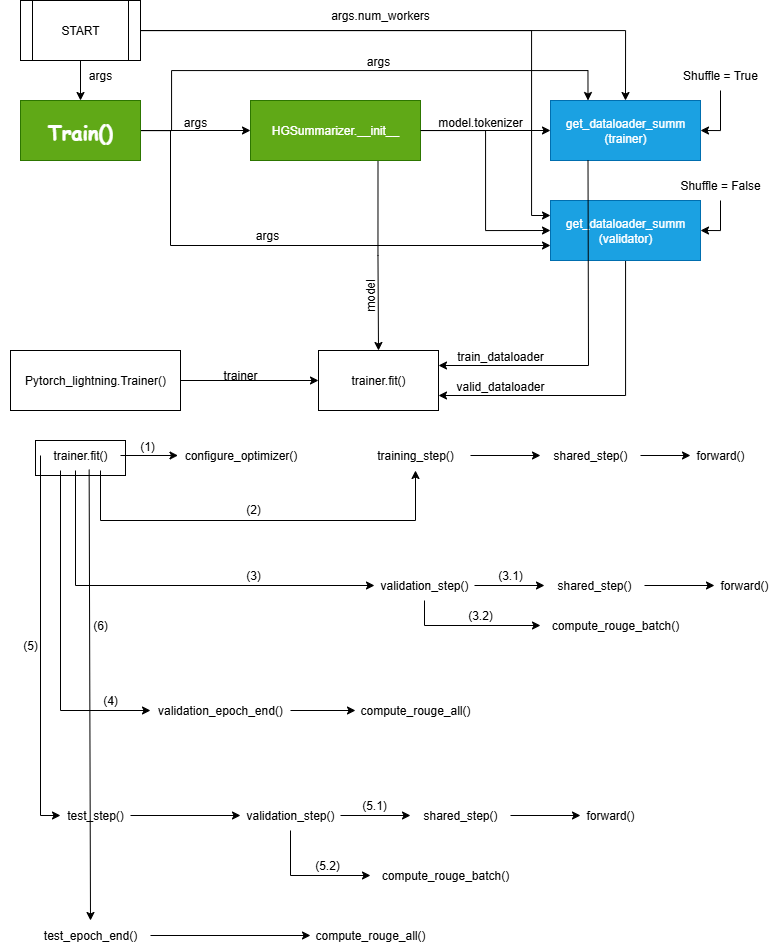 args.num_workers
START
args
args
Shuffle = True
Train()
args
HGSummarizer.__init__
model.tokenizer
get_dataloader_summ
(trainer)
Shuffle = False
get_dataloader_summ
(validator)
args
model
Pytorch_lightning.Trainer()
trainer
trainer.fit()
train_dataloader
valid_dataloader
trainer.fit()
(1)
configure_optimizer()
training_step()
shared_step()
forward()
(2)
(3)
validation_step()
(3.1)
shared_step()
forward()
(3.2)
compute_rouge_batch()
(6)
(5)
(4)
validation_epoch_end()
compute_rouge_all()
test_step()
validation_step()
(5.1)
shared_step()
forward()
(5.2)
compute_rouge_batch()
test_epoch_end()
compute_rouge_all()